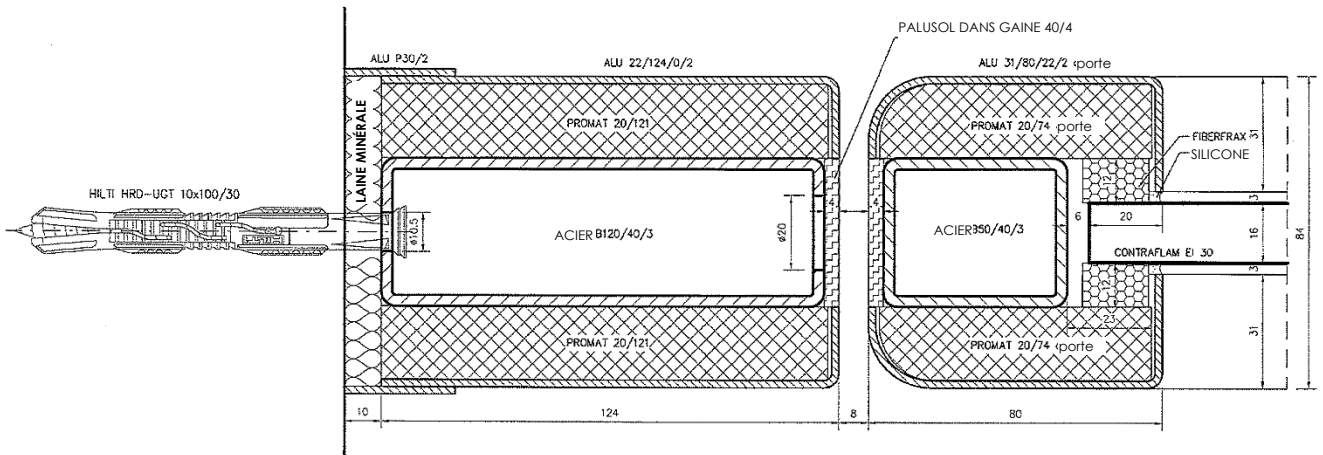 PALUSOL DANS GAINE 40/4
ALU P30/2
ALU 22/124/0/2
ALU 31/80/22/2 porte
LAINE MINÉRALE
PROMAT 20/121
PROMAT 20/74 porte
FIBERFRAX
SILICONE
31
HILTI HRD-UGT 10x100/30
12
3
ø10.5
ACIER B120/40/3
ø20
4
4
ACIER B50/40/3
6
20
16
84
CONTRAFLAM EI 30
3
12
23
31
PROMAT 20/121
PROMAT 20/74 porte
10
124
8
80